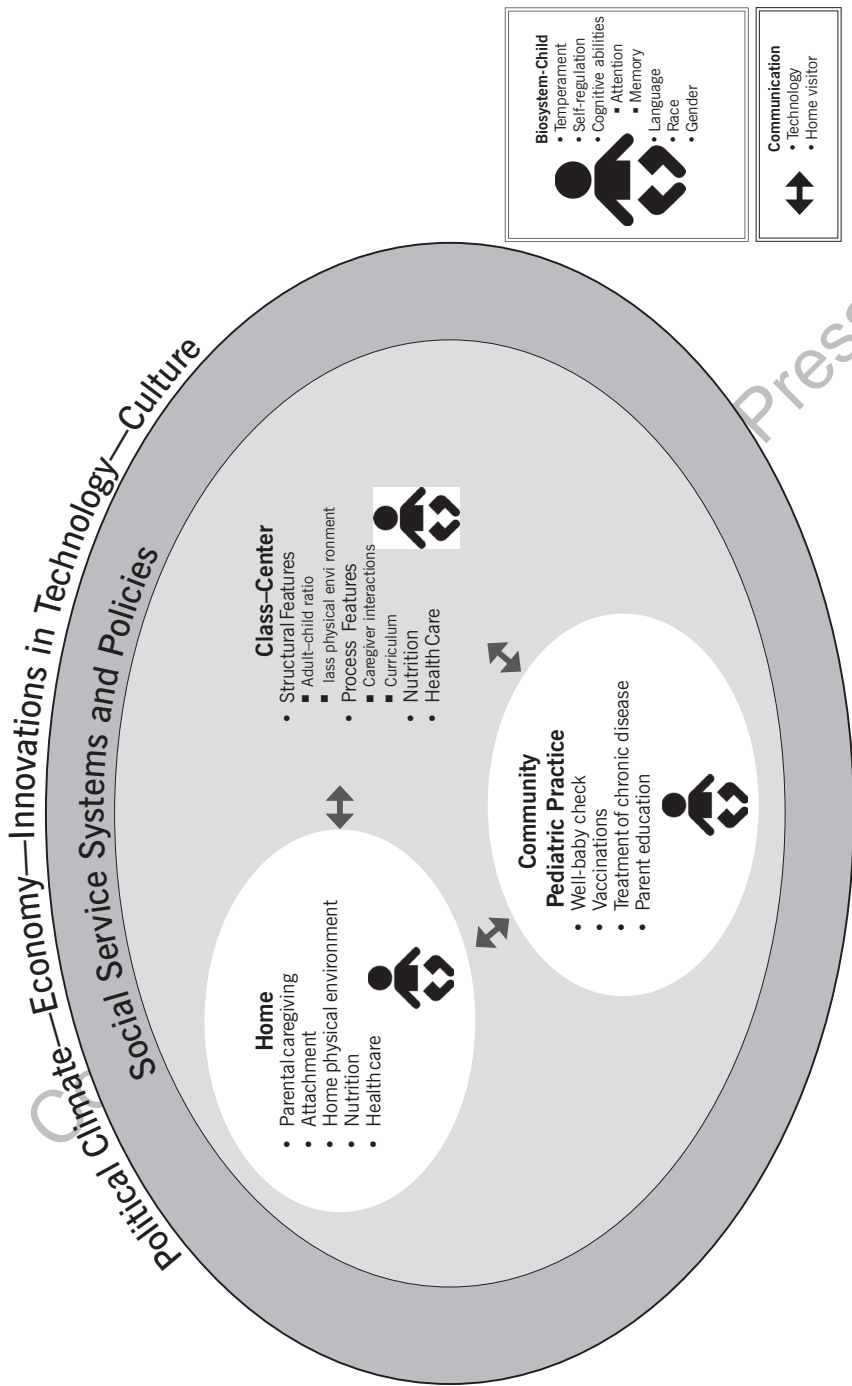 Political Climate—Economy—Innovations in Technology—Culture
Social Service Systems and Policies
Home
• Parental caregiving
• Attachment
• Home physical environment
• Nutrition
• Health care
Class–Center
• Structural Features
▪ Adult–child ratio
▪ lass physical envi ronment
• Process Features
▪ Caregiver interactions
▪ Curriculum
• Nutrition
• Health Care
Community
Pediatric Practice
• Well-baby check
• Vaccinations
• Treatment of chronic disease
• Parent education
Biosystem-Child
• Temperament
• Self-regulation
• Cognitive abilities
▪ Attention
▪ Memory
• Language
• Race
• Gender
Communication
• Technology
• Home visitor
Press